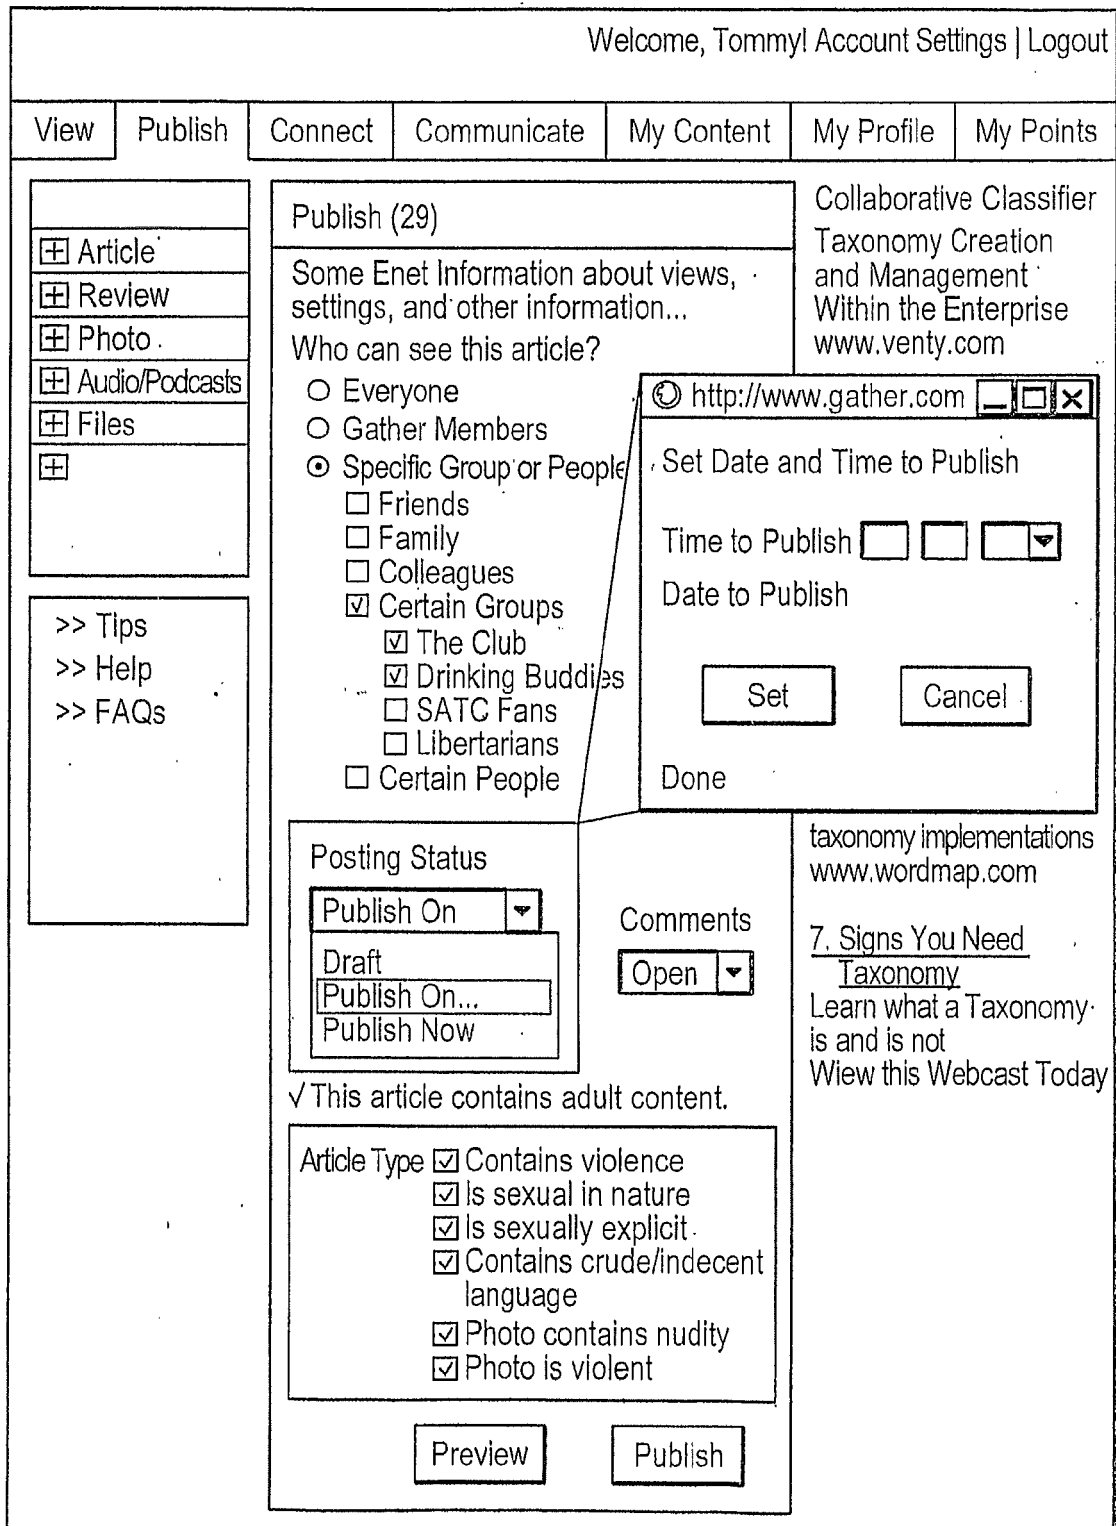 Welcome, Tommy! Account Settings | Logout
View
Publish
Connect
Communicate
My Content
My Profile
My Points
Article
Review
Photo
Audio/Podcasts
Files
>> Tips
>> Help
>> FAQs
Publish (29)
Some Enet Information about views,
settings, and other information...
Who can see this article?
Everyone
Gather Members
Specific Group or People
Friends
Family
Colleagues
Certain Groups
The Club
Drinking Buddies
SATC Fans
Libertarians
Certain People
Posting Status
Publish On
Draft
Publish On...
Publish Now
Comments
Open
√ This article contains adult content.
Article Type
Contains violence
Is sexual in nature
Is sexually explicit
Contains crude/indecent
language
Photo contains nudity
Photo is violent
Preview
Publish
Collaborative Classifier
Taxonomy Creation
and Management
Within the Enterprise
www.venty.com
http://www.gather.com
Set Date and Time to Publish
Time to Publish
Date to Publish
Set
Cancel
Done
taxonomy implementations
www.wordmap.com
7. Signs You Need
Taxonomy
Learn what a Taxonomy
is and is not
Wiew this Webcast Today